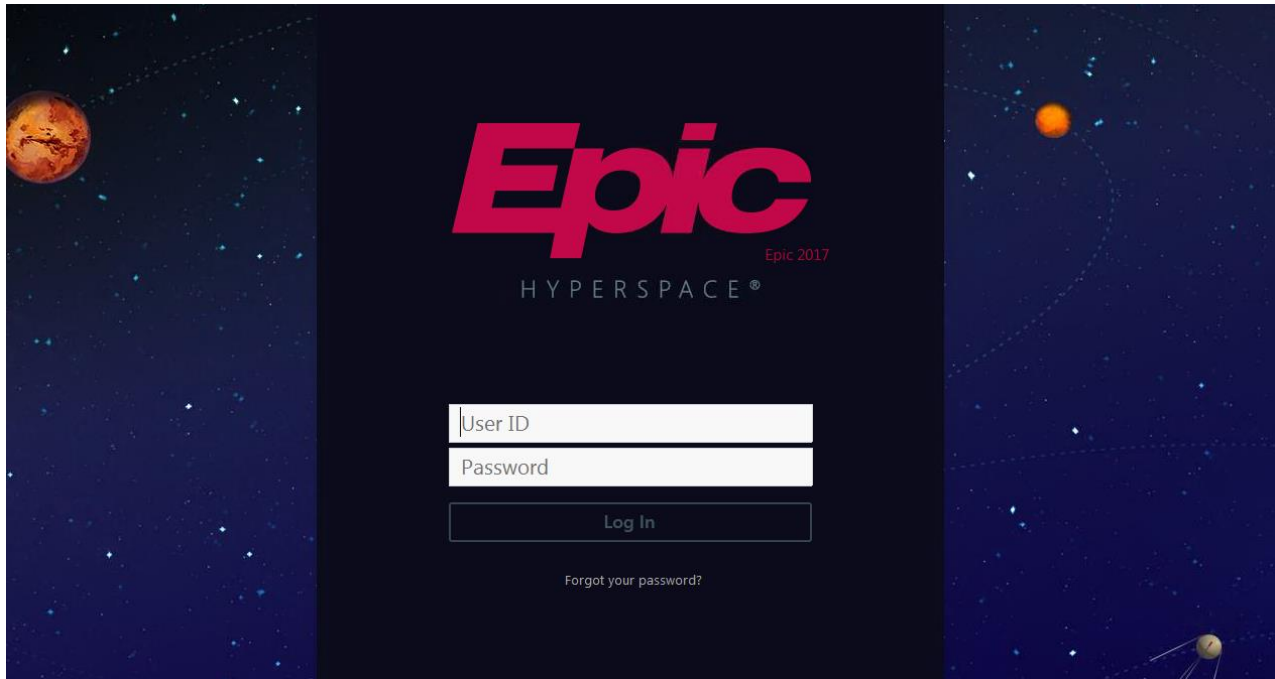 Epic
Epic 2017
HYPERSPACE®
User ID
Password
Log In
Forgot your password?